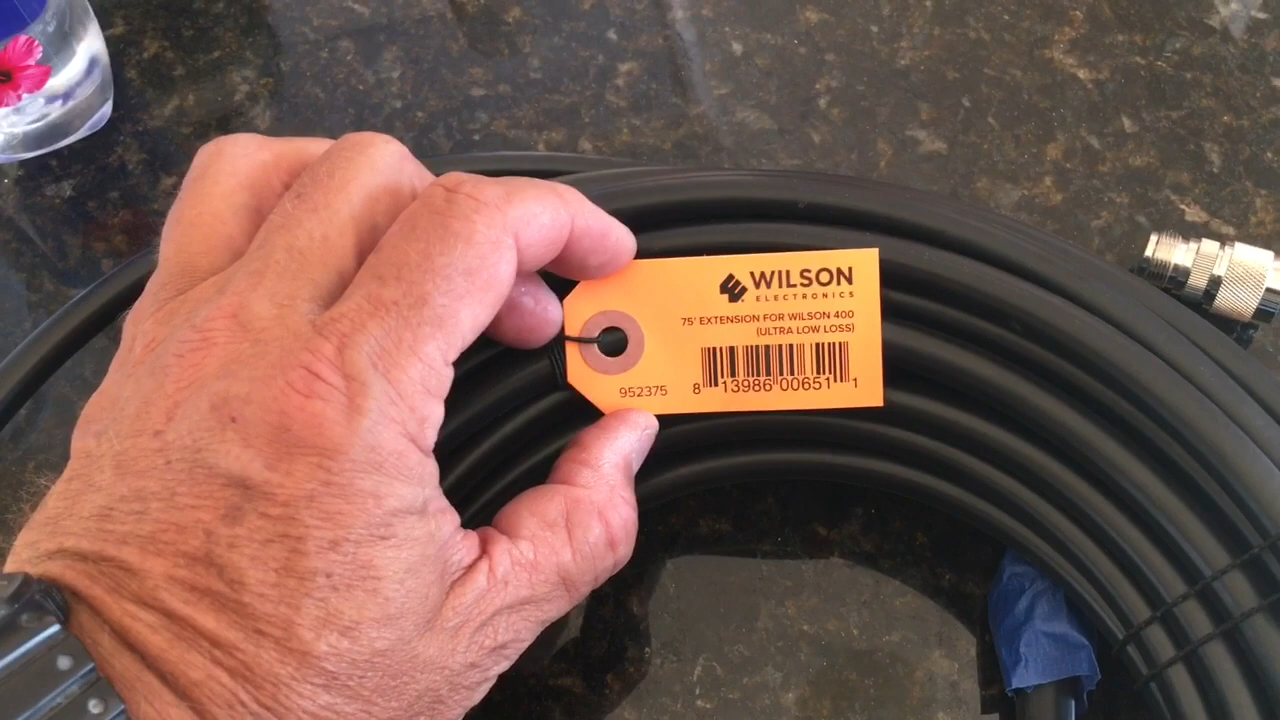 WILSON
ELECTRONICS
75' EXTENSION FOR WILSON 400
(ULTRA LOW LOSS)
952375
8 13986 00651 1